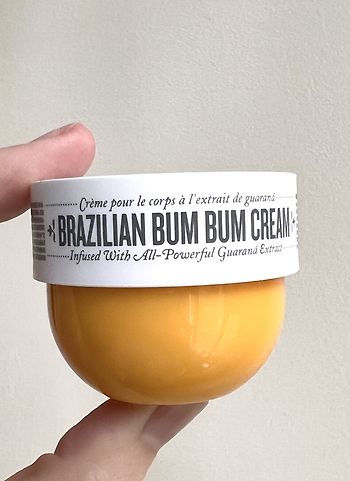 Crème pour le corps à l'extrait de guaraná
BRAZILIAN BUM BUM CREAM
Infused With All-Powerful Guaraná Extract